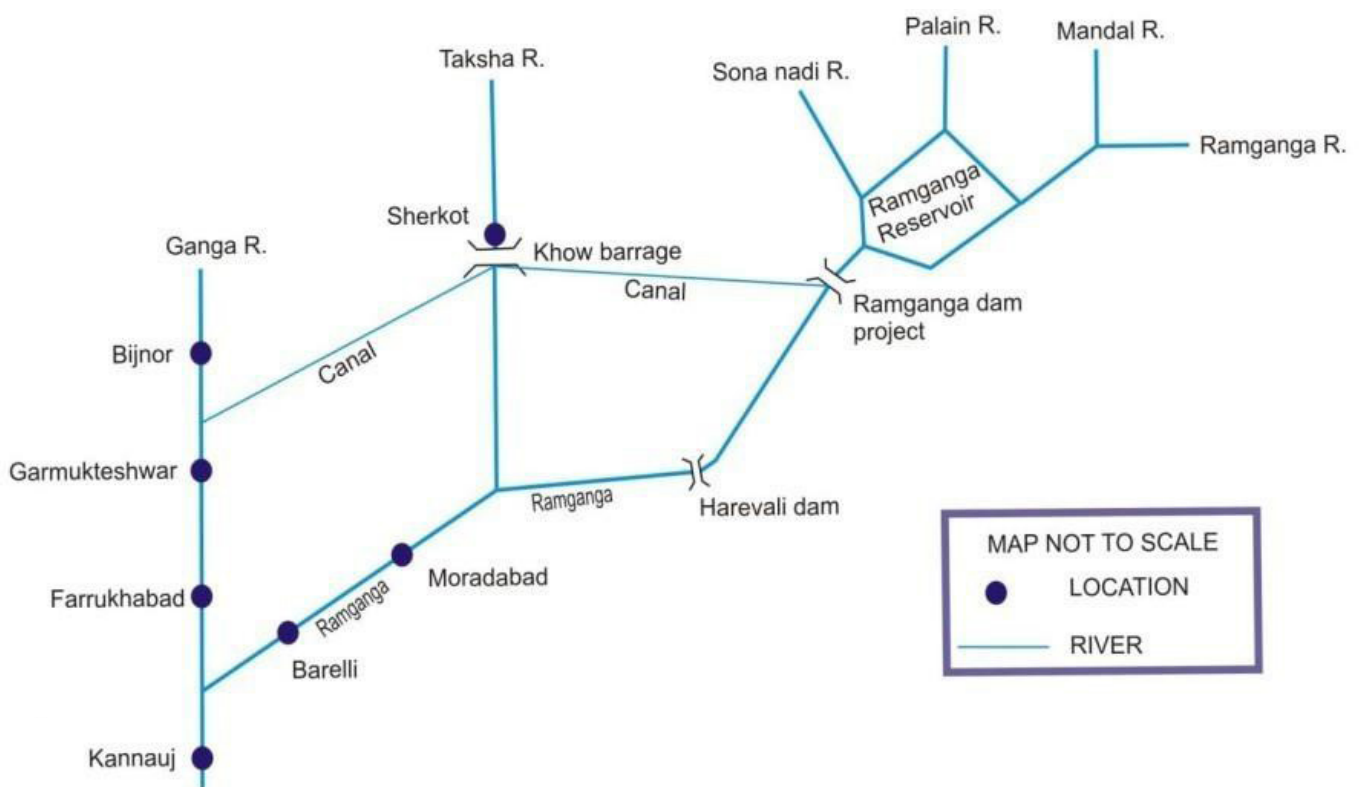 Palain R.
Mandal R.
Taksha R.
Sona nadi R.
Ramganga R.
Ramganga
Reservoir
Sherkot
Ganga R.
Khow barrage
Canal
Ramganga dam
project
Bijnor
Canal
Garmukteshwar
Ramganga
Harevali dam
Moradabad
Farrukhabad
Ramganga
Barelli
Kannauj
MAP NOT TO SCALE
LOCATION
RIVER